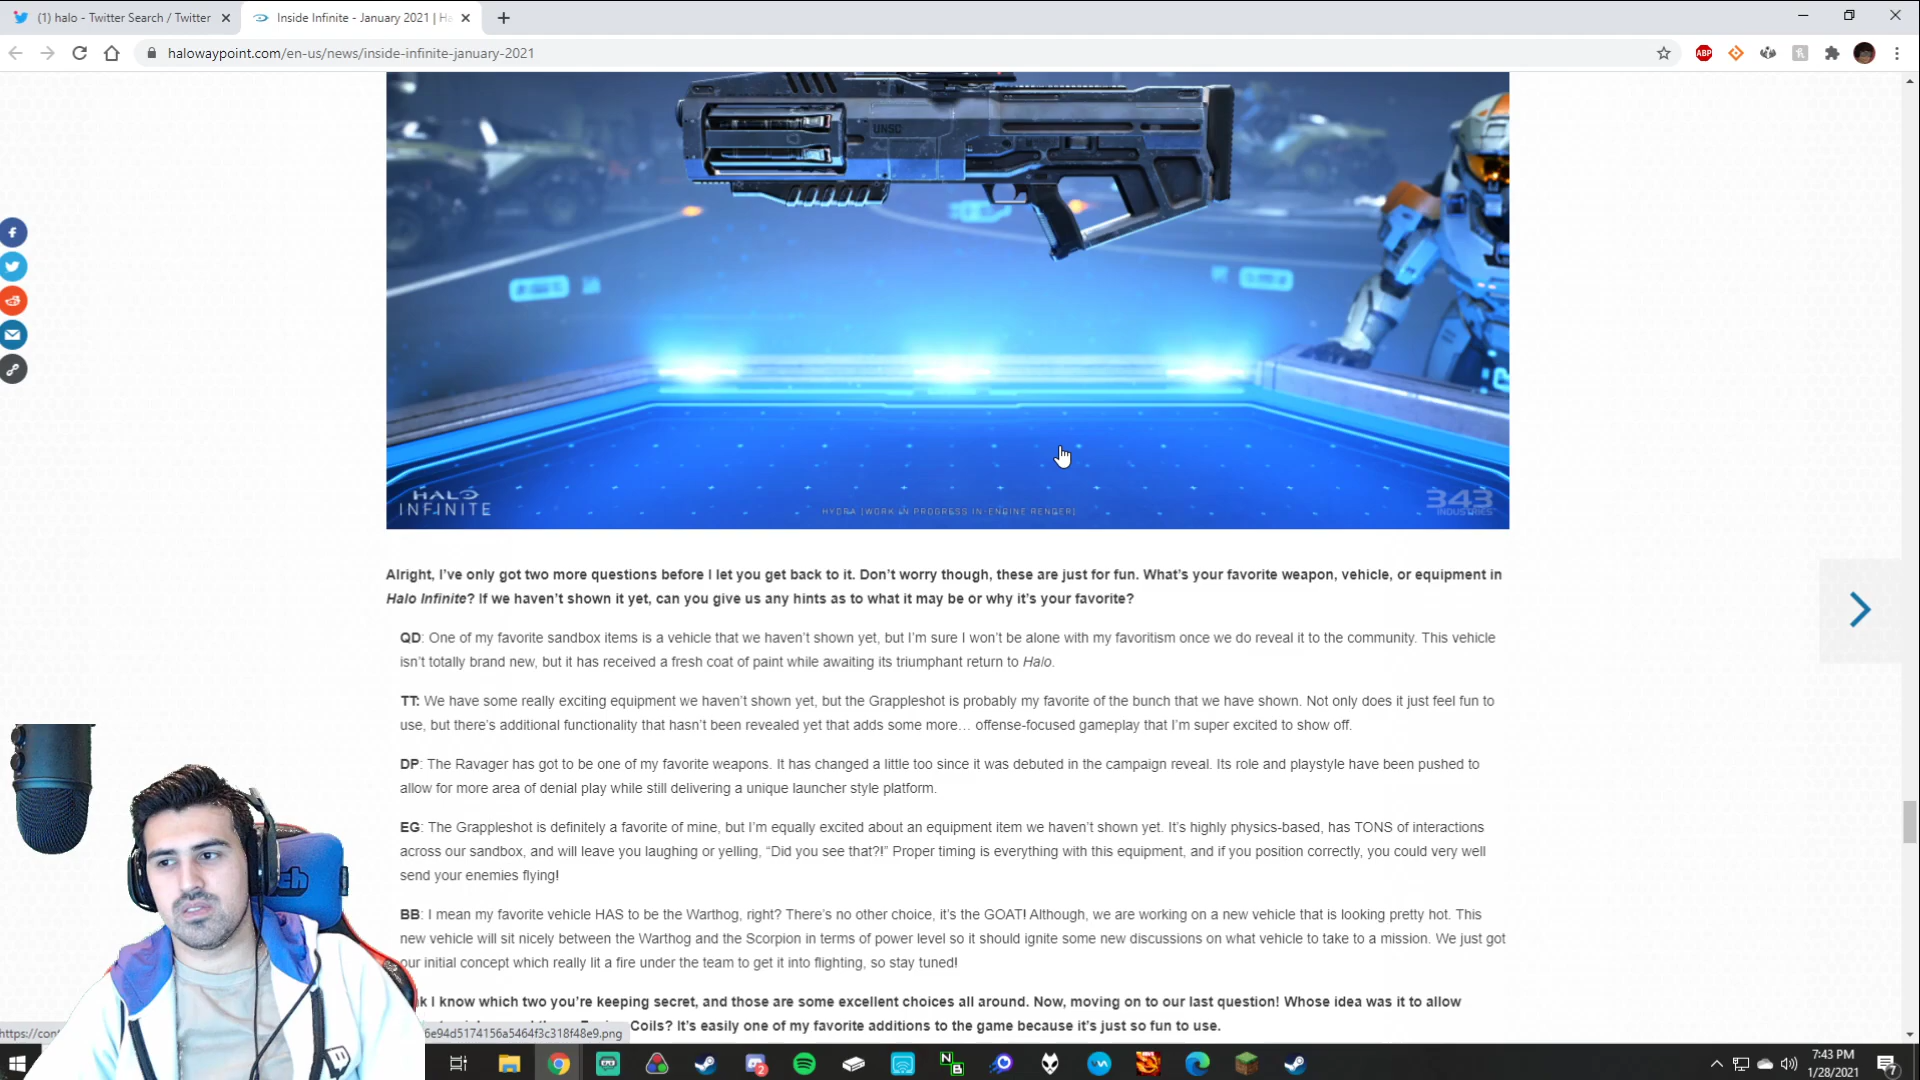 (1) halo - Twitter Search / Twitter
Inside Infinite - January 2021 | Ha
halowaypoint.com/en-us/news/inside-infinite-january-2021
ABP
UNSC
HALO
INFINITE
HYDRA [WORK IN PROGRESS IN-ENGINE RENDER]
343
INDUSTRIES
Alright, I've only got two more questions before I let you get back to it. Don't worry though, these are just for fun. What's your favorite weapon, vehicle, or equipment in
Halo Infinite? If we haven't shown it yet, can you give us any hints as to what it may be or why it's your favorite?
QD: One of my favorite sandbox items is a vehicle that we haven't shown yet, but I'm sure I won't be alone with my favoritism once we do reveal it to the community. This vehicle
isn't totally brand new, but it has received a fresh coat of paint while awaiting its triumphant return to Halo.
TT: We have some really exciting equipment we haven't shown yet, but the Grappleshot is probably my favorite of the bunch that we have shown. Not only does it just feel fun to
use, but there's additional functionality that hasn't been revealed yet that adds some more… offense-focused gameplay that I'm super excited to show off.
DP: The Ravager has got to be one of my favorite weapons. It has changed a little too since it was debuted in the campaign reveal. Its role and playstyle have been pushed to
allow for more area of denial play while still delivering a unique launcher style platform.
EG: The Grappleshot is definitely a favorite of mine, but I'm equally excited about an equipment item we haven't shown yet. It's highly physics-based, has TONS of interactions
across our sandbox, and will leave you laughing or yelling, "Did you see that?!" Proper timing is everything with this equipment, and if you position correctly, you could very well
send your enemies flying!
BB: I mean my favorite vehicle HAS to be the Warthog, right? There's no other choice, it's the GOAT! Although, we are working on a new vehicle that is looking pretty hot. This
new vehicle will sit nicely between the Warthog and the Scorpion in terms of power level so it should ignite some new discussions on what vehicle to take to a mission. We just got
our initial concept which really lit a fire under the team to get it into flighting, so stay tuned!
k I know which two you're keeping secret, and those are some excellent choices all around. Now, moving on to our last question! Whose idea was it to allow
Coils? It's easily one of my favorite additions to the game because it's just so fun to use.
https://con
6e94d5174156a5464f3c318f48e9.png
7:43 PM
1/28/2021
2
7